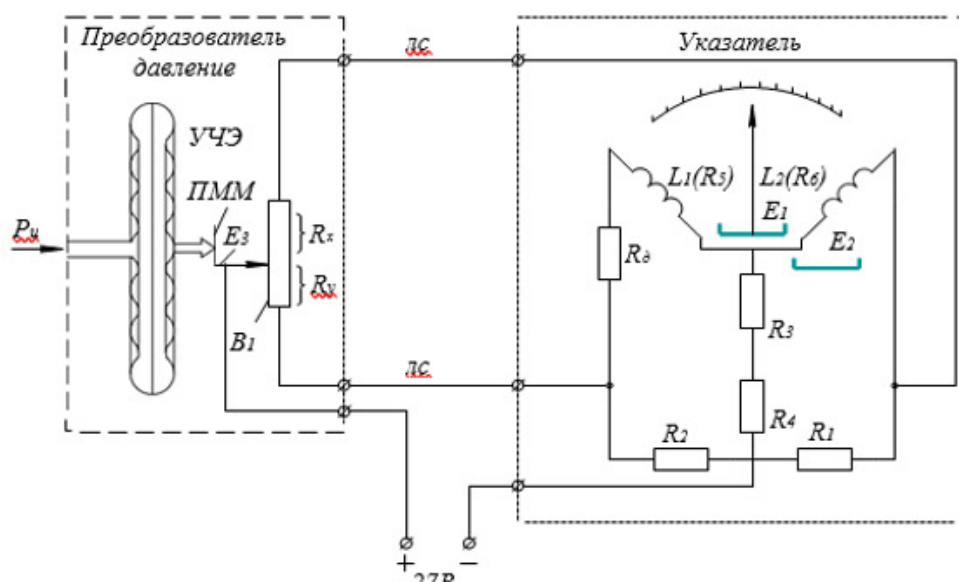 Преобразователь
давление
лс
Указатель
УЧЭ
ПММ
Pи
E3
Rx
Ry
B1
лс
L1(R5)
L2(R6)
E1
E2
Rд
R3
R4
R2
R1
+
27В
−